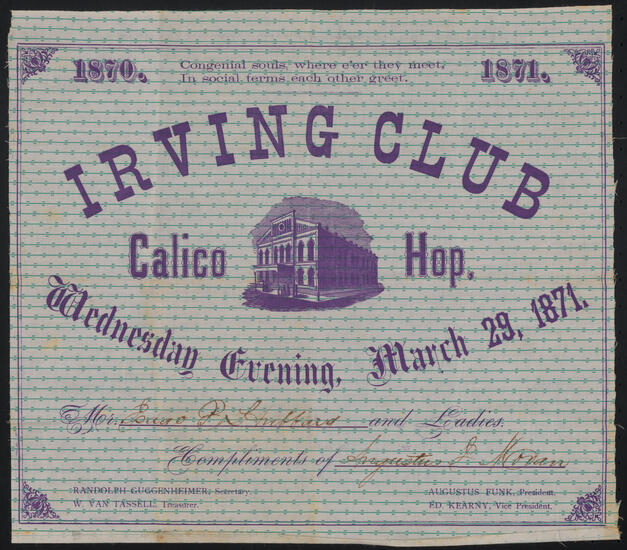 1870.
Congenial souls, where e'er they meet,
In social terms each other greet.
1871.
IRVING CLUB
Calico Hop,
Wednesday Evening, March 29, 1871.
Mr. and Ladies.
Compliments of Augustus J. Moran
RANDOLPH GUGGENHEIMER, Secretary.
W. VAN TASSELL, Treasurer.
AUGUSTUS FUNK, President.
ED. KEARNY, Vice President.